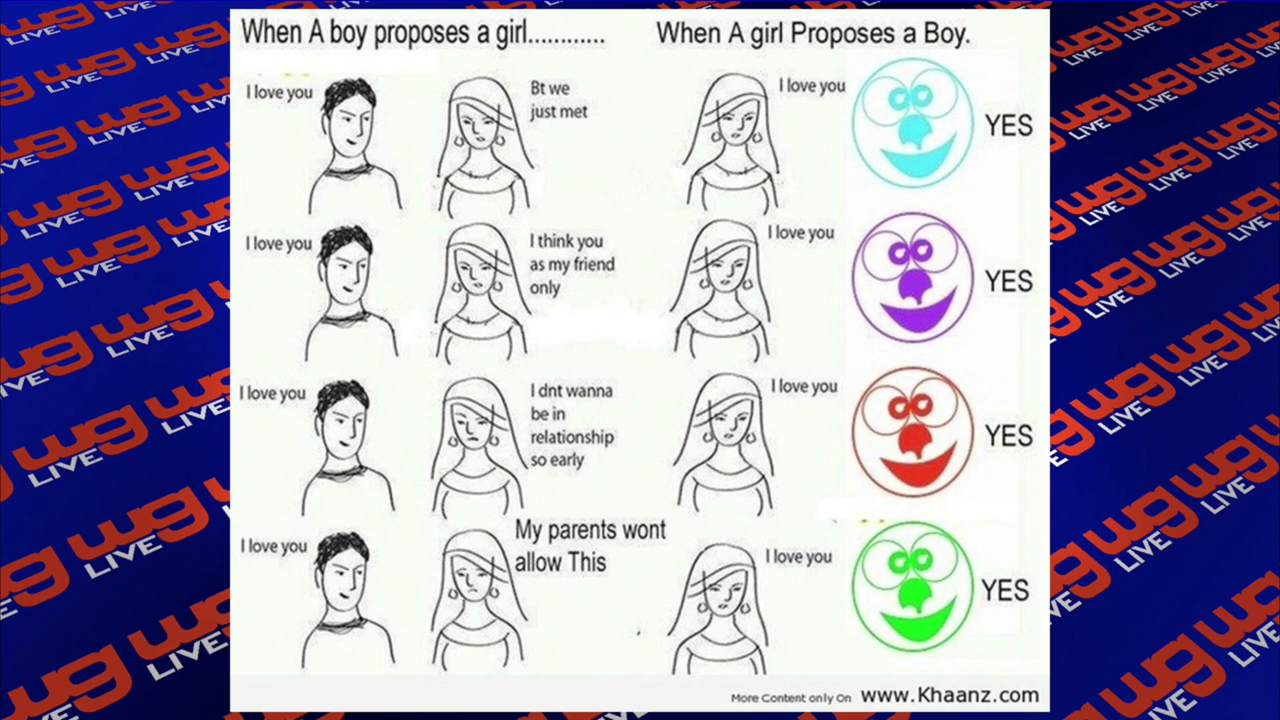 When A boy proposes a girl............
When A girl Proposes a Boy.
I love you
Bt we
just met
I love you
YES
I love you
I think you
as my friend
only
I love you
YES
I love you
I dnt wanna
be in
relationship
so early
I love you
YES
I love you
My parents wont
allow This
I love you
YES
More Content only On www.Khaanz.com
wg
LIVE